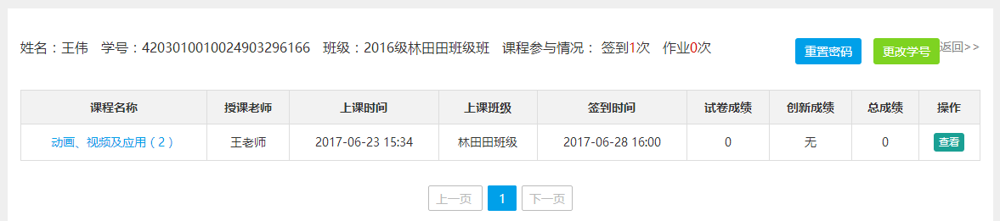 姓名：王伟 学号：4203010010024903296166 班级：2016级林田田班级班 课程参与情况： 签到1次 作业0次 重置密码 更改学号 返回>>
课程名称 授课老师 上课时间 上课班级 签到时间 试卷成绩 创新成绩 总成绩 操作
动画、视频及应用（2） 王老师 2017-06-23 15:34 林田田班级 2017-06-28 16:00 0 无 0 查看
上一页 1 下一页